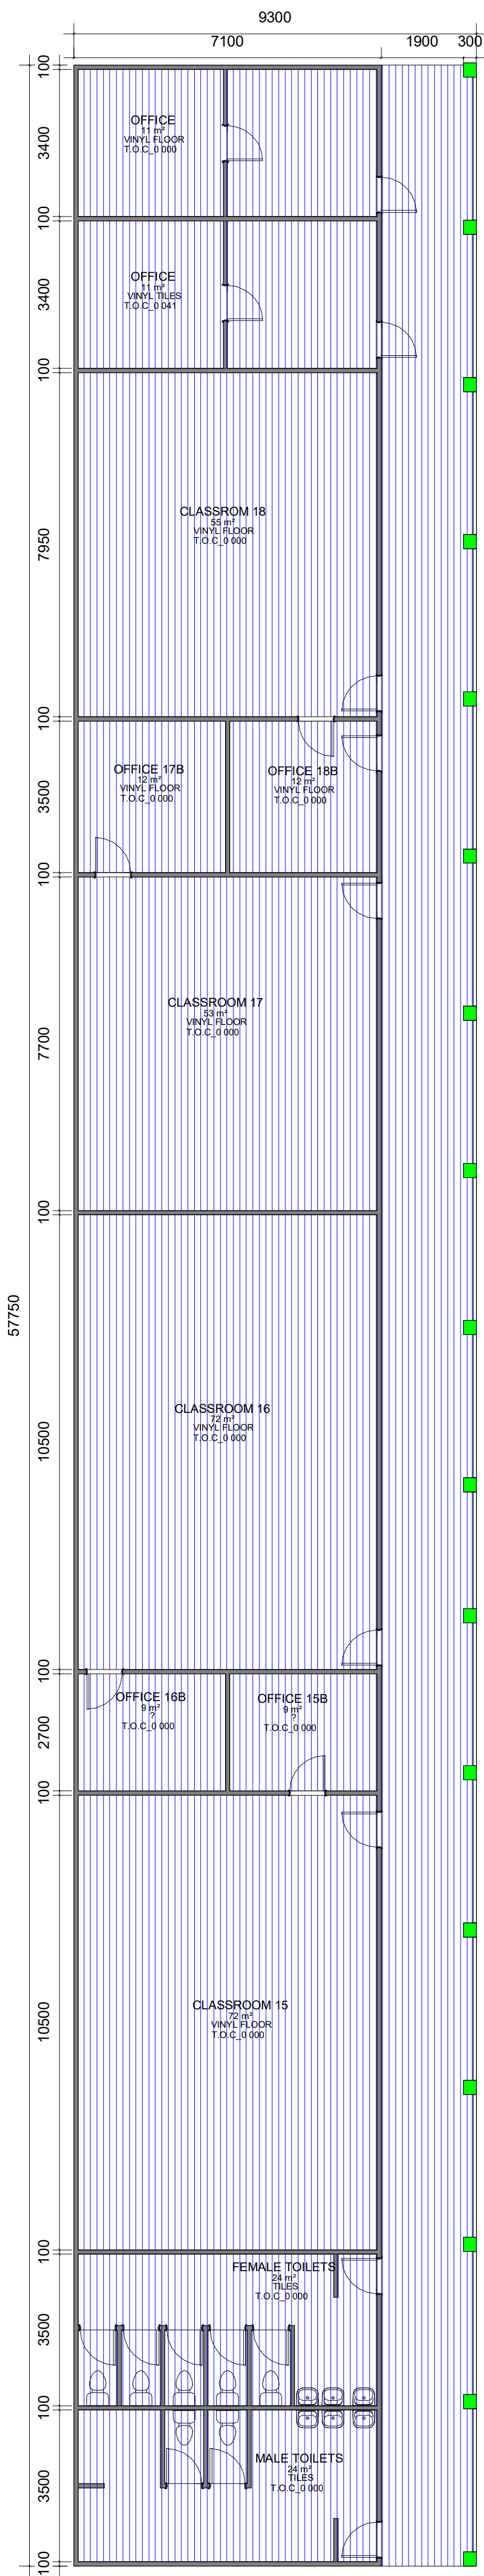 9300
7100
1900
300
100
OFFICE
11 m²
VINYL FLOOR
T.O.C_0 000
3400
100
OFFICE
11 m²
VINYL TILES
T.O.C_0 041
3400
100
CLASSROM 18
55 m²
VINYL FLOOR
T.O.C_0 000
7950
100
OFFICE 17B
12 m²
VINYL FLOOR
T.O.C_0 000
OFFICE 18B
12 m²
VINYL FLOOR
T.O.C_0 000
3500
100
CLASSROOM 17
53 m²
VINYL FLOOR
T.O.C_0 000
7700
100
57750
CLASSROOM 16
72 m²
VINYL FLOOR
T.O.C_0 000
10500
100
OFFICE 16B
9 m²
?
T.O.C_0 000
OFFICE 15B
9 m²
?
T.O.C_0 000
2700
100
CLASSROOM 15
72 m²
VINYL FLOOR
T.O.C_0 000
10500
100
FEMALE TOILETS
24 m²
TILES
T.O.C_0 000
3500
100
MALE TOILETS
24 m²
TILES
T.O.C_0 000
3500
100